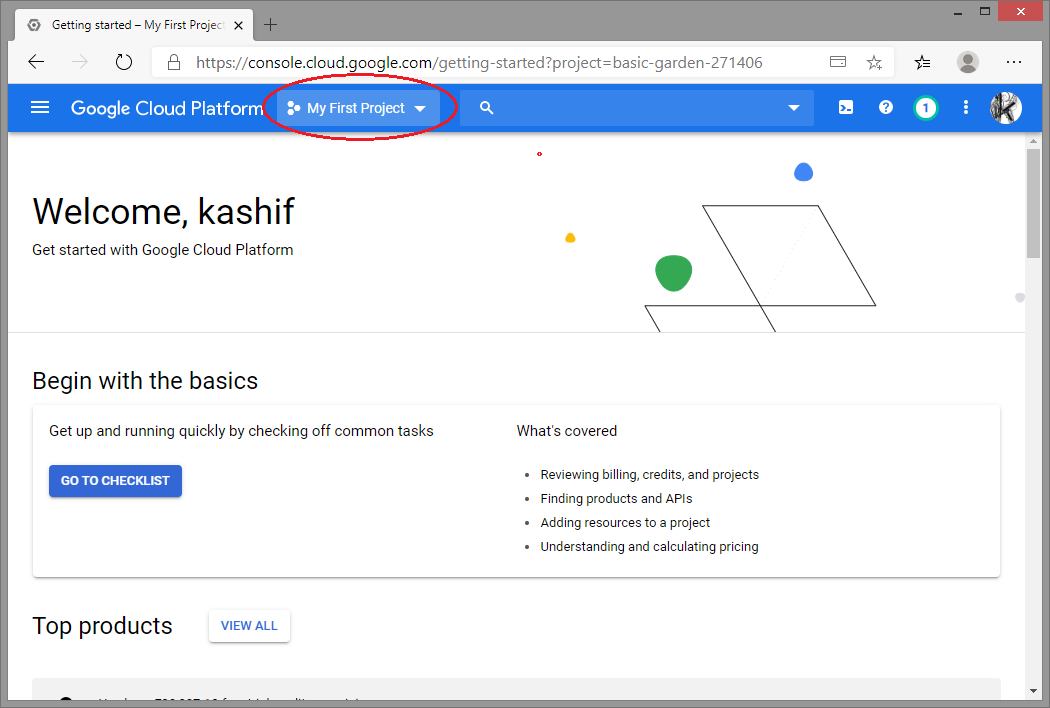 Getting started – My First Project
https://console.cloud.google.com/getting-started?project=basic-garden-271406
Google Cloud Platform My First Project 1
Welcome, kashif
Get started with Google Cloud Platform
Begin with the basics
Get up and running quickly by checking off common tasks
GO TO CHECKLIST
What's covered
Reviewing billing, credits, and projects
Finding products and APIs
Adding resources to a project
Understanding and calculating pricing
Top products VIEW ALL